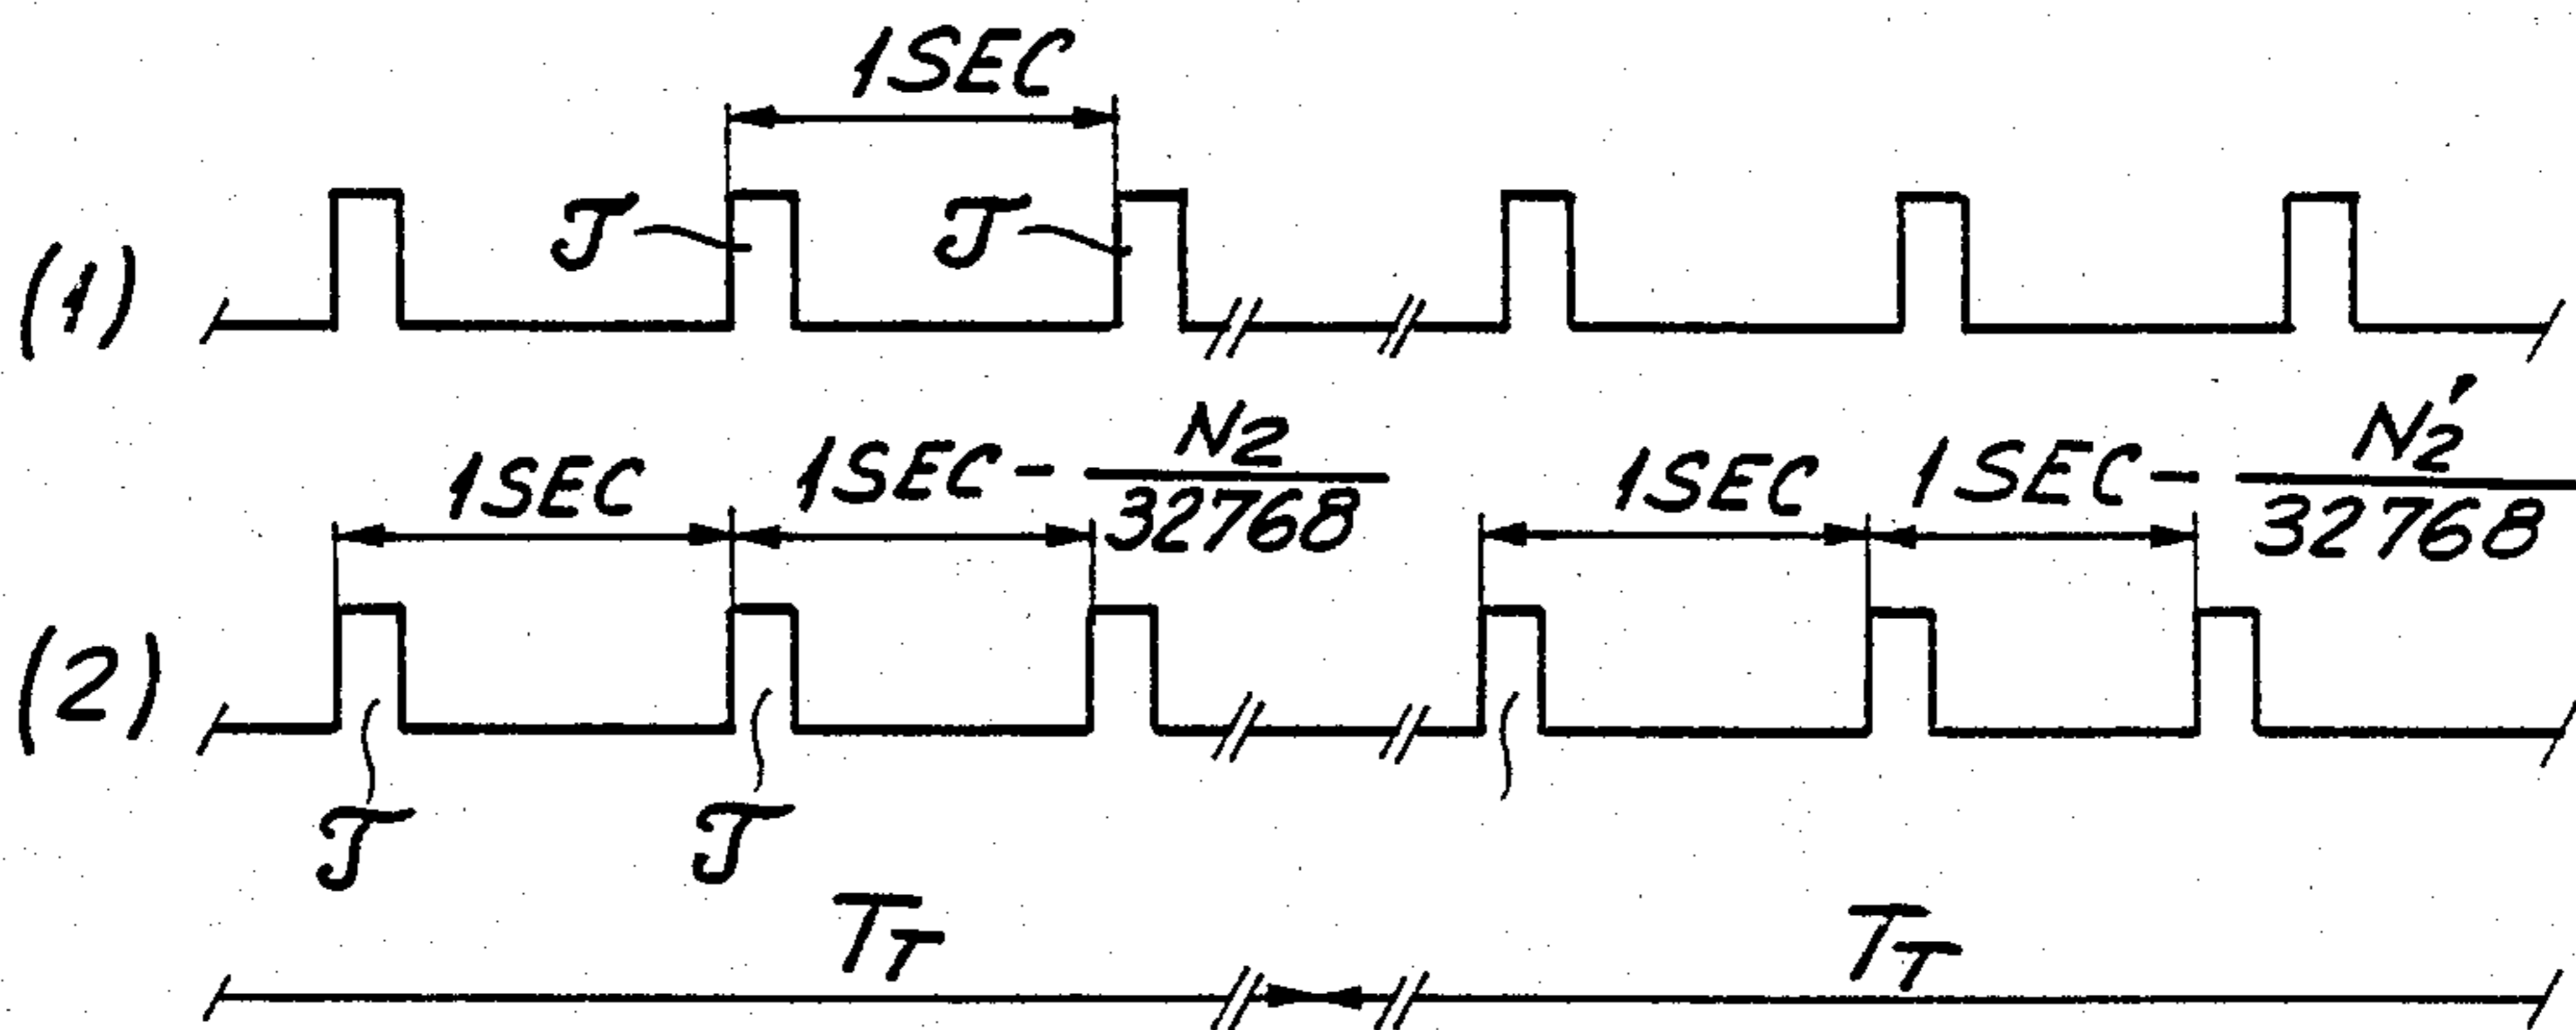 1SEC
J J
(1)
1SEC 1SEC- N2/32768 1SEC 1SEC- N2'/32768
(2)
J J
TT TT